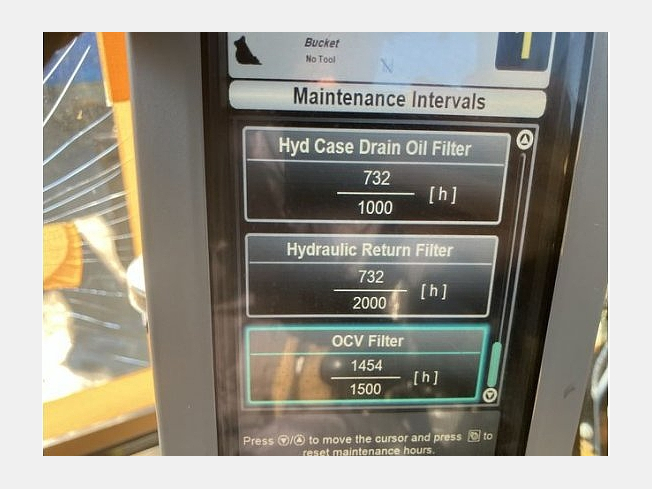 Bucket
No Tool
1
Maintenance Intervals
Hyd Case Drain Oil Filter
732
1000
[ h ]
Hydraulic Return Filter
732
2000
[ h ]
OCV Filter
1454
1500
[ h ]
Press ▽/△ to move the cursor and press to
reset maintenance hours.